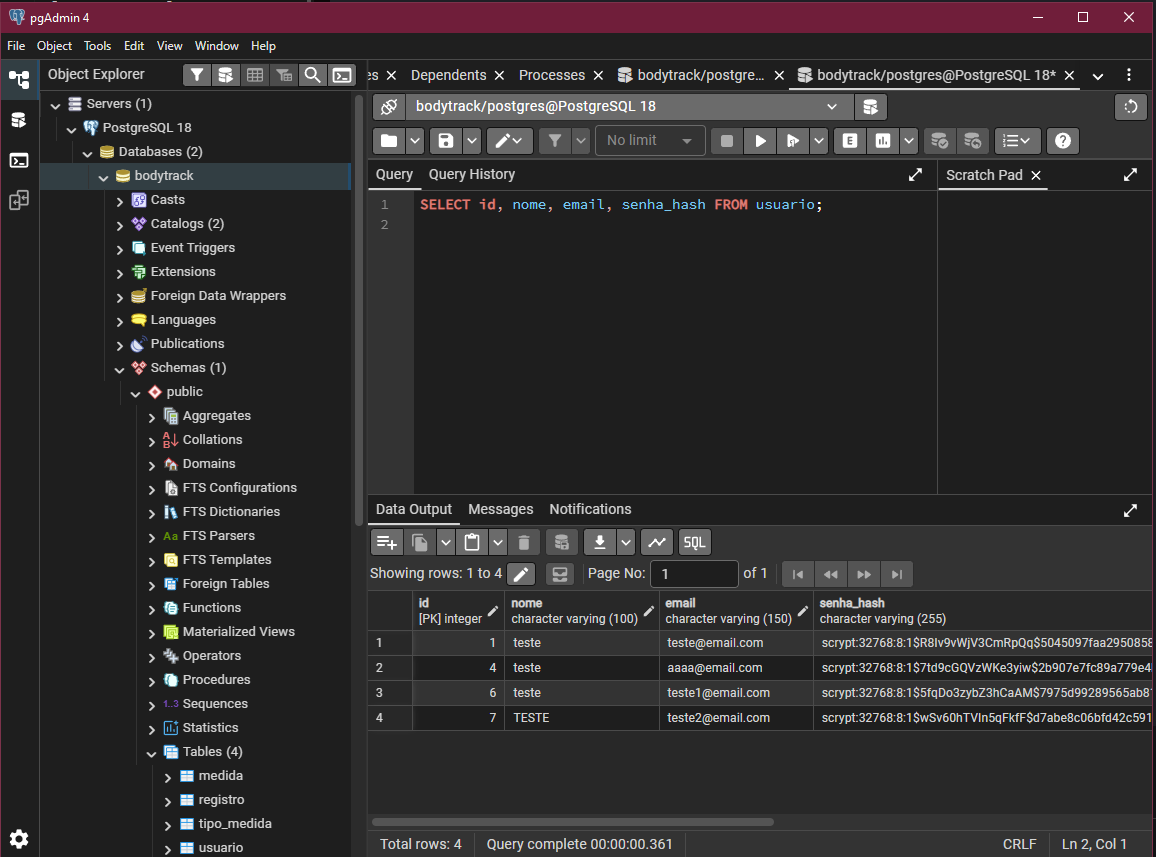 pgAdmin 4
File Object Tools Edit View Window Help
Object Explorer
es Dependents Processes bodytrack/postgre... bodytrack/postgres@PostgreSQL 18*
Servers (1)
PostgreSQL 18
Databases (2)
bodytrack
Casts
Catalogs (2)
Event Triggers
Extensions
Foreign Data Wrappers
Languages
Publications
Schemas (1)
public
Aggregates
Collations
Domains
FTS Configurations
FTS Dictionaries
FTS Parsers
FTS Templates
Foreign Tables
Functions
Materialized Views
Operators
Procedures
Sequences
Statistics
Tables (4)
medida
registro
tipo_medida
usuario
bodytrack/postgres@PostgreSQL 18
No limit
E
Query Query History Scratch Pad
1 SELECT id, nome, email, senha_hash FROM usuario;
2
Data Output Messages Notifications
SQL
Showing rows: 1 to 4 Page No: 1 of 1
id nome email senha_hash
[PK] integer character varying (100) character varying (150) character varying (255)
1 1 teste teste@email.com scrypt:32768:8:1$R8Iv9vWjV3CmRpQq$5045097faa2950858
2 4 teste aaaa@email.com scrypt:32768:8:1$7td9cGQVzWKe3yiw$2b907e7fc89a779e4
3 6 teste teste1@email.com scrypt:32768:8:1$5fqDo3zybZ3hCaAM$7975d99289565ab81
4 7 TESTE teste2@email.com scrypt:32768:8:1$wSv60hTVIn5qFkfF$d7abe8c06bfd42c591
Total rows: 4 Query complete 00:00:00.361 CRLF Ln 2, Col 1